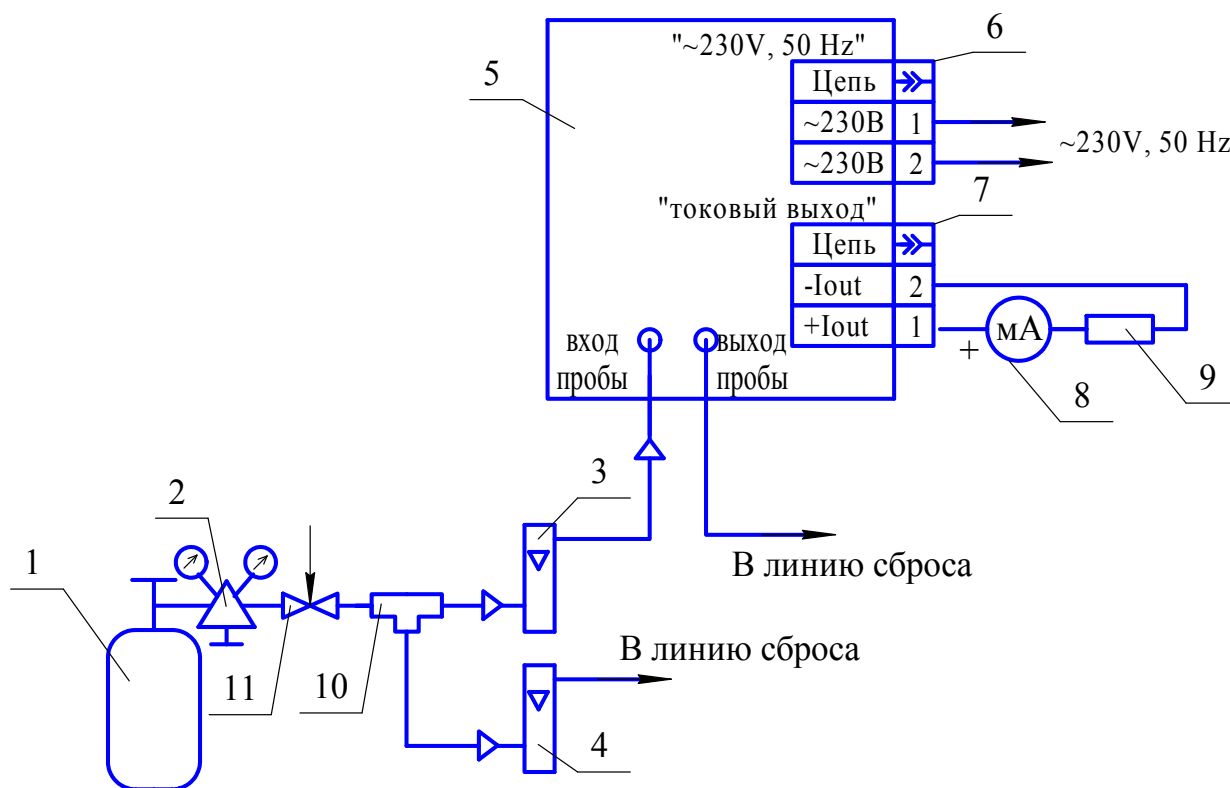 "~230V, 50 Hz"
6
5
Цепь
~230В 1
~230В 2
~230V, 50 Hz
"токовый выход"
7
Цепь
-Iout 2
+Iout 1
+
мА
8
9
вход
пробы
выход
пробы
3
2
1
В линию сброса
В линию сброса
11
10
4